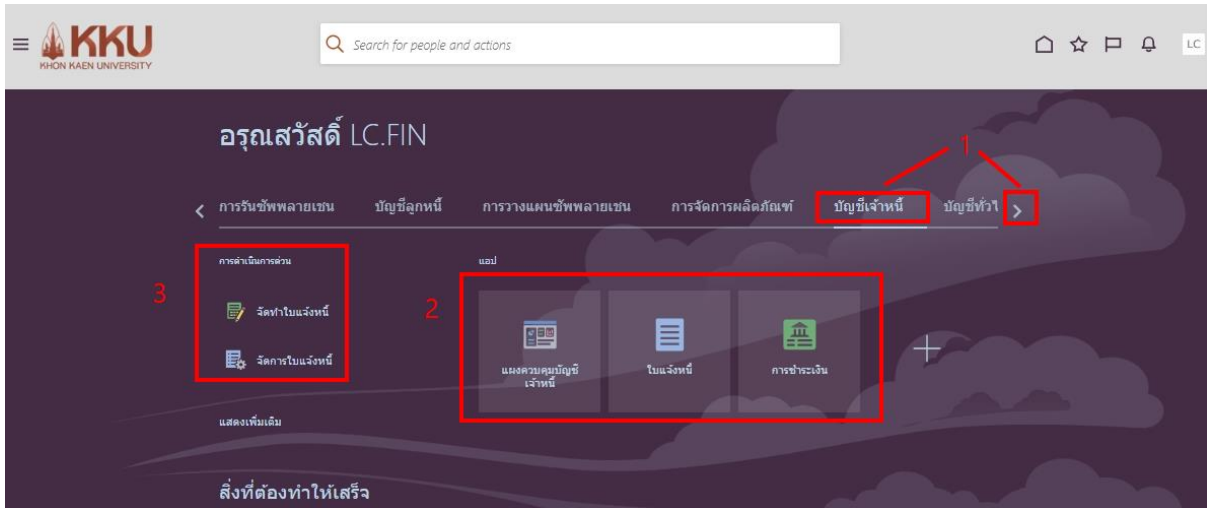 KKU
KHON KAEN UNIVERSITY
Search for people and actions
LC
อรุณสวัสดิ์ LC.FIN
1
การรันซัพพลายเชน บัญชีลูกหนี้ การวางแผนซัพพลายเชน การจัดการผลิตภัณฑ์ บัญชีเจ้าหนี้ บัญชีทั่วไ
การดำเนินการด่วน
แอป
3
2
จัดทำใบแจ้งหนี้
จัดการใบแจ้งหนี้
แผงควบคุมบัญชี
เจ้าหนี้
ใบแจ้งหนี้
การชำระเงิน
แสดงเพิ่มเติม
สิ่งที่ต้องทำให้เสร็จ